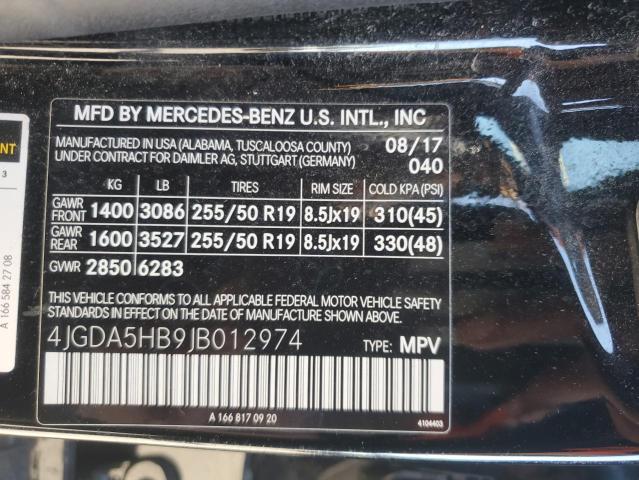 MFD BY MERCEDES-BENZ U.S. INTL., INC
MANUFACTURED IN USA (ALABAMA, TUSCALOOSA COUNTY) 08/17
UNDER CONTRACT FOR DAIMLER AG, STUTTGART (GERMANY) 040
KG LB TIRES RIM SIZE COLD KPA (PSI)
GAWR FRONT 1400 3086 255/50 R19 8.5Jx19 310(45)
GAWR REAR 1600 3527 255/50 R19 8.5Jx19 330(48)
GVWR 2850 6283
THIS VEHICLE CONFORMS TO ALL APPLICABLE FEDERAL MOTOR VEHICLE SAFETY
STANDARDS IN EFFECT ON THE DATE OF MANUFACTURE SHOWN ABOVE.
4JGDA5HB9JB012974 TYPE: MPV
A 166 817 09 20
4104403
A 166 584 27 08
3